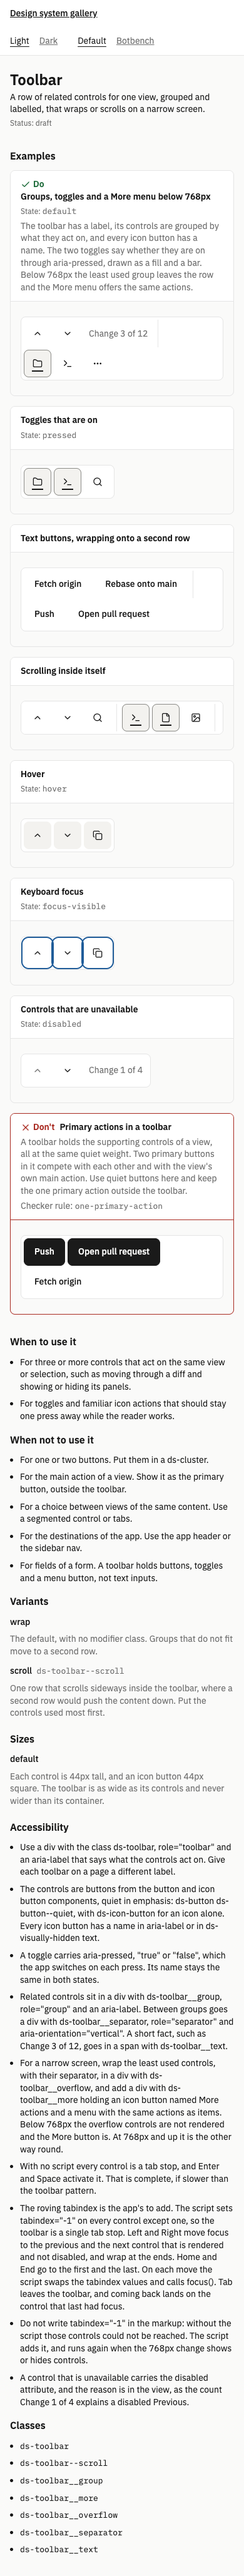 Design system gallery
Light Dark Default Botbench
Toolbar
A row of related controls for one view, grouped and
labelled, that wraps or scrolls on a narrow screen.
Status: draft
Examples
Do
Groups, toggles and a More menu below 768px
State: default
The toolbar has a label, its controls are grouped by
what they act on, and every icon button has a
name. The two toggles say whether they are on
through aria-pressed, drawn as a fill and a bar.
Below 768px the least used group leaves the row
and the More menu offers the same actions.
Change 3 of 12
Toggles that are on
State: pressed
Text buttons, wrapping onto a second row
Fetch origin Rebase onto main
Push Open pull request
Scrolling inside itself
Hover
State: hover
Keyboard focus
State: focus-visible
Controls that are unavailable
State: disabled
Change 1 of 4
Don't Primary actions in a toolbar
A toolbar holds the supporting controls of a view,
all at the same quiet weight. Two primary buttons
in it compete with each other and with the view's
own main action. Use quiet buttons here and keep
the one primary action outside the toolbar.
Checker rule: one-primary-action
Push Open pull request
Fetch origin
When to use it
• For three or more controls that act on the same view
or selection, such as moving through a diff and
showing or hiding its panels.
• For toggles and familiar icon actions that should stay
one press away while the reader works.
When not to use it
• For one or two buttons. Put them in a ds-cluster.
• For the main action of a view. Show it as the primary
button, outside the toolbar.
• For a choice between views of the same content. Use
a segmented control or tabs.
• For the destinations of the app. Use the app header or
the sidebar nav.
• For fields of a form. A toolbar holds buttons, toggles
and a menu button, not text inputs.
Variants
wrap
The default, with no modifier class. Groups that do not fit
move to a second row.
scroll ds-toolbar--scroll
One row that scrolls sideways inside the toolbar, where a
second row would push the content down. Put the
controls used most first.
Sizes
default
Each control is 44px tall, and an icon button 44px
square. The toolbar is as wide as its controls and never
wider than its container.
Accessibility
• Use a div with the class ds-toolbar, role="toolbar" and
an aria-label that says what the controls act on. Give
each toolbar on a page a different label.
• The controls are buttons from the button and icon
button components, quiet in emphasis: ds-button ds-
button--quiet, with ds-icon-button for an icon alone.
Every icon button has a name in aria-label or in ds-
visually-hidden text.
• A toggle carries aria-pressed, "true" or "false", which
the app switches on each press. Its name stays the
same in both states.
• Related controls sit in a div with ds-toolbar__group,
role="group" and an aria-label. Between groups goes
a div with ds-toolbar__separator, role="separator" and
aria-orientation="vertical". A short fact, such as
Change 3 of 12, goes in a span with ds-toolbar__text.
• For a narrow screen, wrap the least used controls,
with their separator, in a div with ds-
toolbar__overflow, and add a div with ds-
toolbar__more holding an icon button named More
actions and a menu with the same actions as items.
Below 768px the overflow controls are not rendered
and the More button is. At 768px and up it is the other
way round.
• With no script every control is a tab stop, and Enter
and Space activate it. That is complete, if slower than
the toolbar pattern.
• The roving tabindex is the app's to add. The script sets
tabindex="-1" on every control except one, so the
toolbar is a single tab stop. Left and Right move focus
to the previous and the next control that is rendered
and not disabled, and wrap at the ends. Home and
End go to the first and the last. On each move the
script swaps the tabindex values and calls focus(). Tab
leaves the toolbar, and coming back lands on the
control that last had focus.
• Do not write tabindex="-1" in the markup: without the
script those controls could not be reached. The script
adds it, and runs again when the 768px change shows
or hides controls.
• A control that is unavailable carries the disabled
attribute, and the reason is in the view, as the count
Change 1 of 4 explains a disabled Previous.
Classes
• ds-toolbar
• ds-toolbar--scroll
• ds-toolbar__group
• ds-toolbar__more
• ds-toolbar__overflow
• ds-toolbar__separator
• ds-toolbar__text